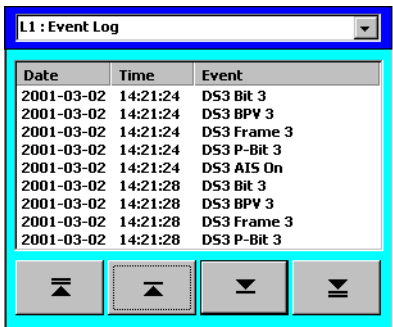 L1 : Event Log
Date Time Event
2001-03-02 14:21:24 DS3 Bit 3
2001-03-02 14:21:24 DS3 BPV 3
2001-03-02 14:21:24 DS3 Frame 3
2001-03-02 14:21:24 DS3 P-Bit 3
2001-03-02 14:21:24 DS3 AIS On
2001-03-02 14:21:28 DS3 Bit 3
2001-03-02 14:21:28 DS3 BPV 3
2001-03-02 14:21:28 DS3 Frame 3
2001-03-02 14:21:28 DS3 P-Bit 3